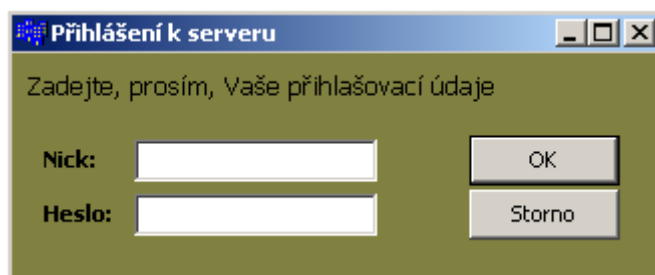 Přihlášení k serveru
Zadejte, prosím, Vaše přihlašovací údaje
Nick:
OK
Heslo:
Storno